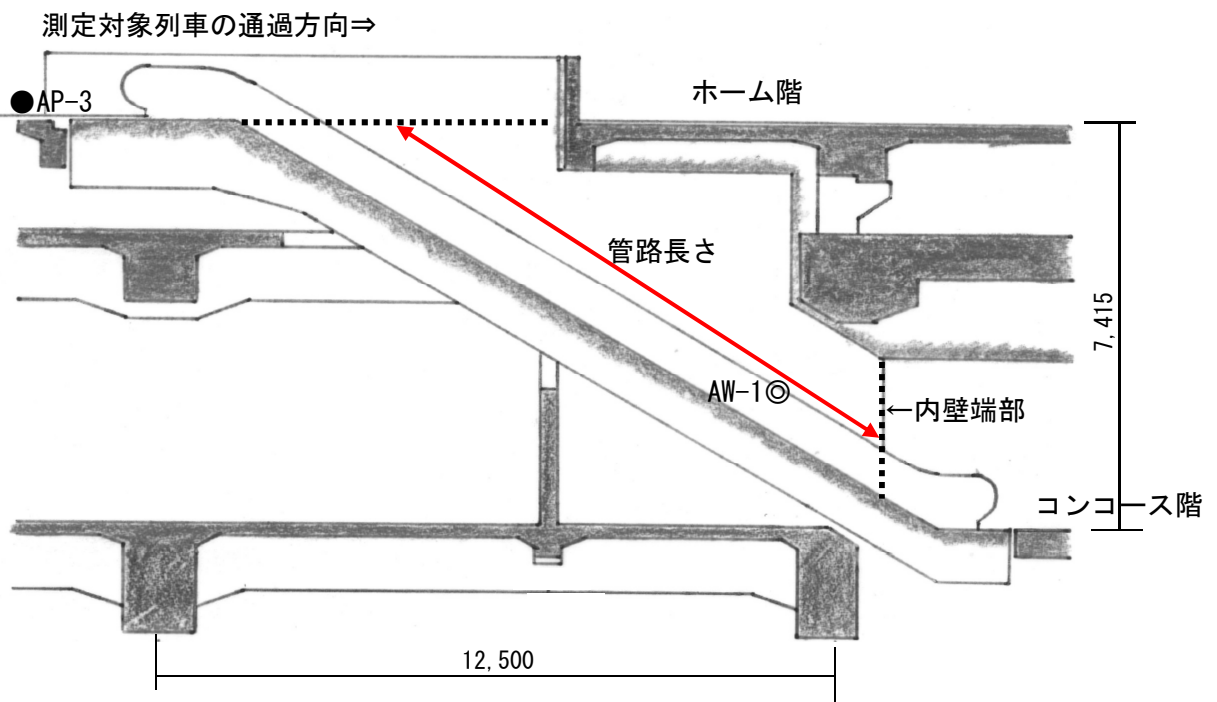 測定対象列車の通過方向⇒
●AP-3
ホーム階
管路長さ
7,415
AW-1◎
←内壁端部
コンコース階
12,500